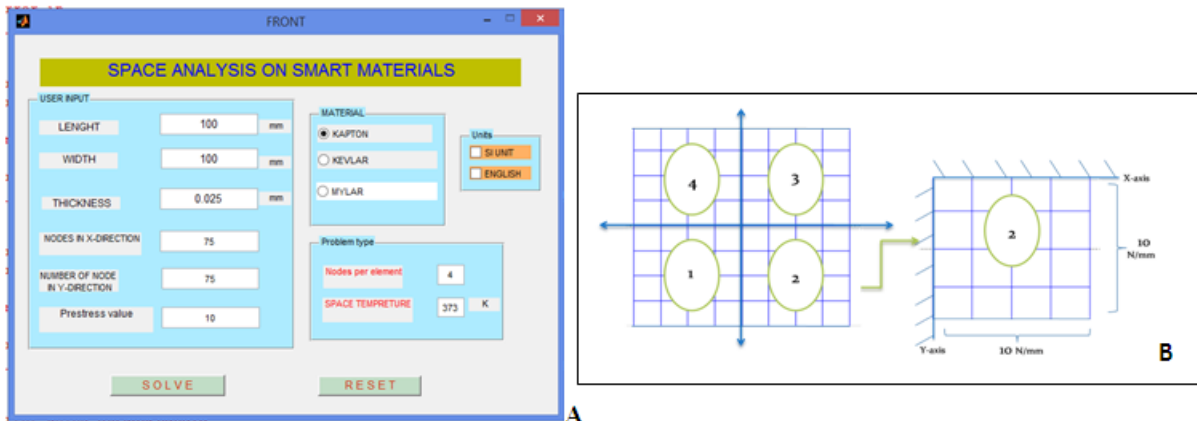 FRONT
SPACE ANALYSIS ON SMART MATERIALS
USER INPUT
LENGHT 100 mm
WIDTH 100 mm
THICKNESS 0.025 mm
NODES IN X-DIRECTION 75
NUMBER OF NODE
IN Y-DIRECTION 75
Prestress value 10
MATERIAL
KAPTON
KEVLAR
MYLAR
Units
SI UNIT
ENGLISH
Problem type
Nodes per element 4
SPACE TEMPRETURE 373 K
SOLVE RESET
A
4 3
1 2
X-axis
2
10
N/mm
Y-axis 10 N/mm
B